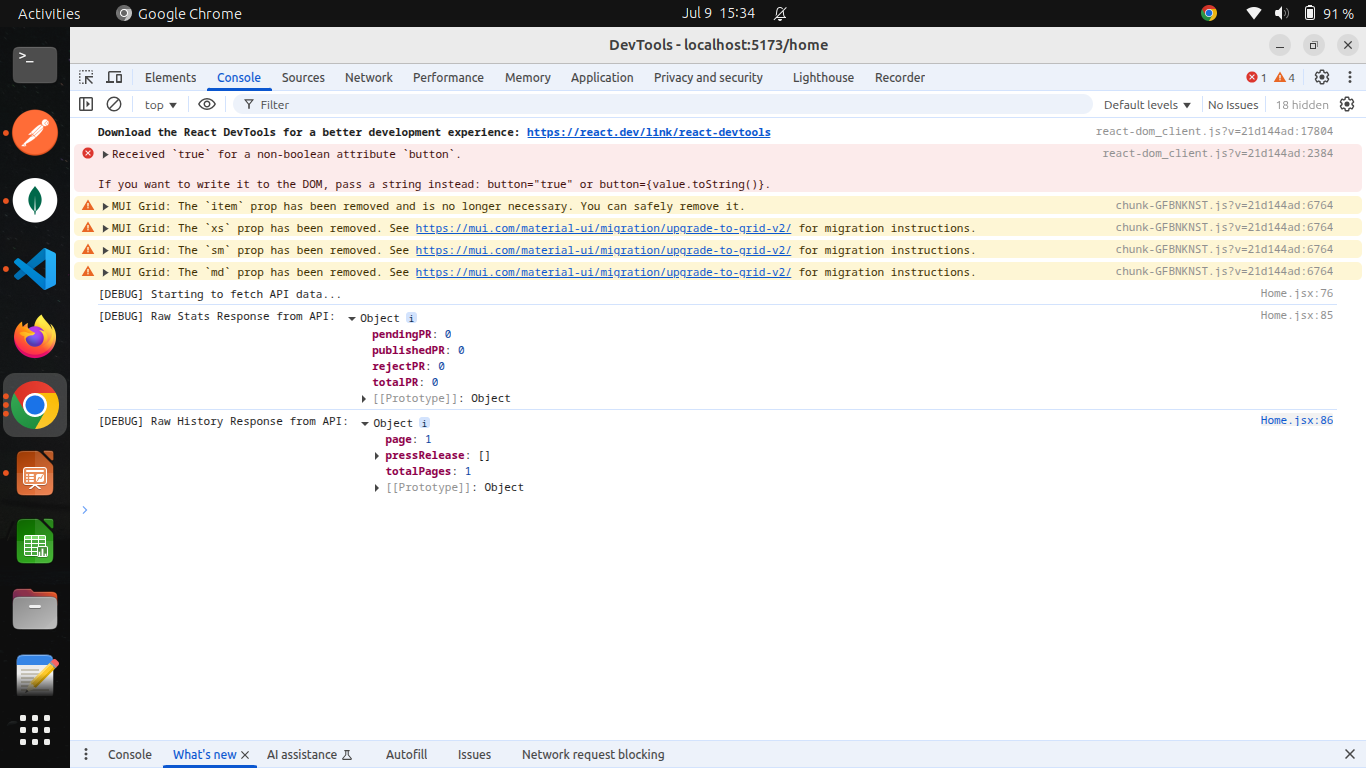 Activities Google Chrome Jul 9 15:34 91 %
DevTools - localhost:5173/home
Elements Console Sources Network Performance Memory Application Privacy and security Lighthouse Recorder 1 4
top Filter Default levels No Issues 18 hidden
Download the React DevTools for a better development experience: https://react.dev/link/react-devtools react-dom_client.js?v=21d144ad:17804
Received `true` for a non-boolean attribute `button`. react-dom_client.js?v=21d144ad:2384
If you want to write it to the DOM, pass a string instead: button="true" or button={value.toString()}.
MUI Grid: The `item` prop has been removed and is no longer necessary. You can safely remove it. chunk-GFBNKNST.js?v=21d144ad:6764
MUI Grid: The `xs` prop has been removed. See https://mui.com/material-ui/migration/upgrade-to-grid-v2/ for migration instructions. chunk-GFBNKNST.js?v=21d144ad:6764
MUI Grid: The `sm` prop has been removed. See https://mui.com/material-ui/migration/upgrade-to-grid-v2/ for migration instructions. chunk-GFBNKNST.js?v=21d144ad:6764
MUI Grid: The `md` prop has been removed. See https://mui.com/material-ui/migration/upgrade-to-grid-v2/ for migration instructions. chunk-GFBNKNST.js?v=21d144ad:6764
[DEBUG] Starting to fetch API data... Home.jsx:76
[DEBUG] Raw Stats Response from API: Object i Home.jsx:85
pendingPR: 0
publishedPR: 0
rejectPR: 0
totalPR: 0
[[Prototype]]: Object
[DEBUG] Raw History Response from API: Object i Home.jsx:86
page: 1
pressRelease: []
totalPages: 1
[[Prototype]]: Object
Console What's new AI assistance Autofill Issues Network request blocking